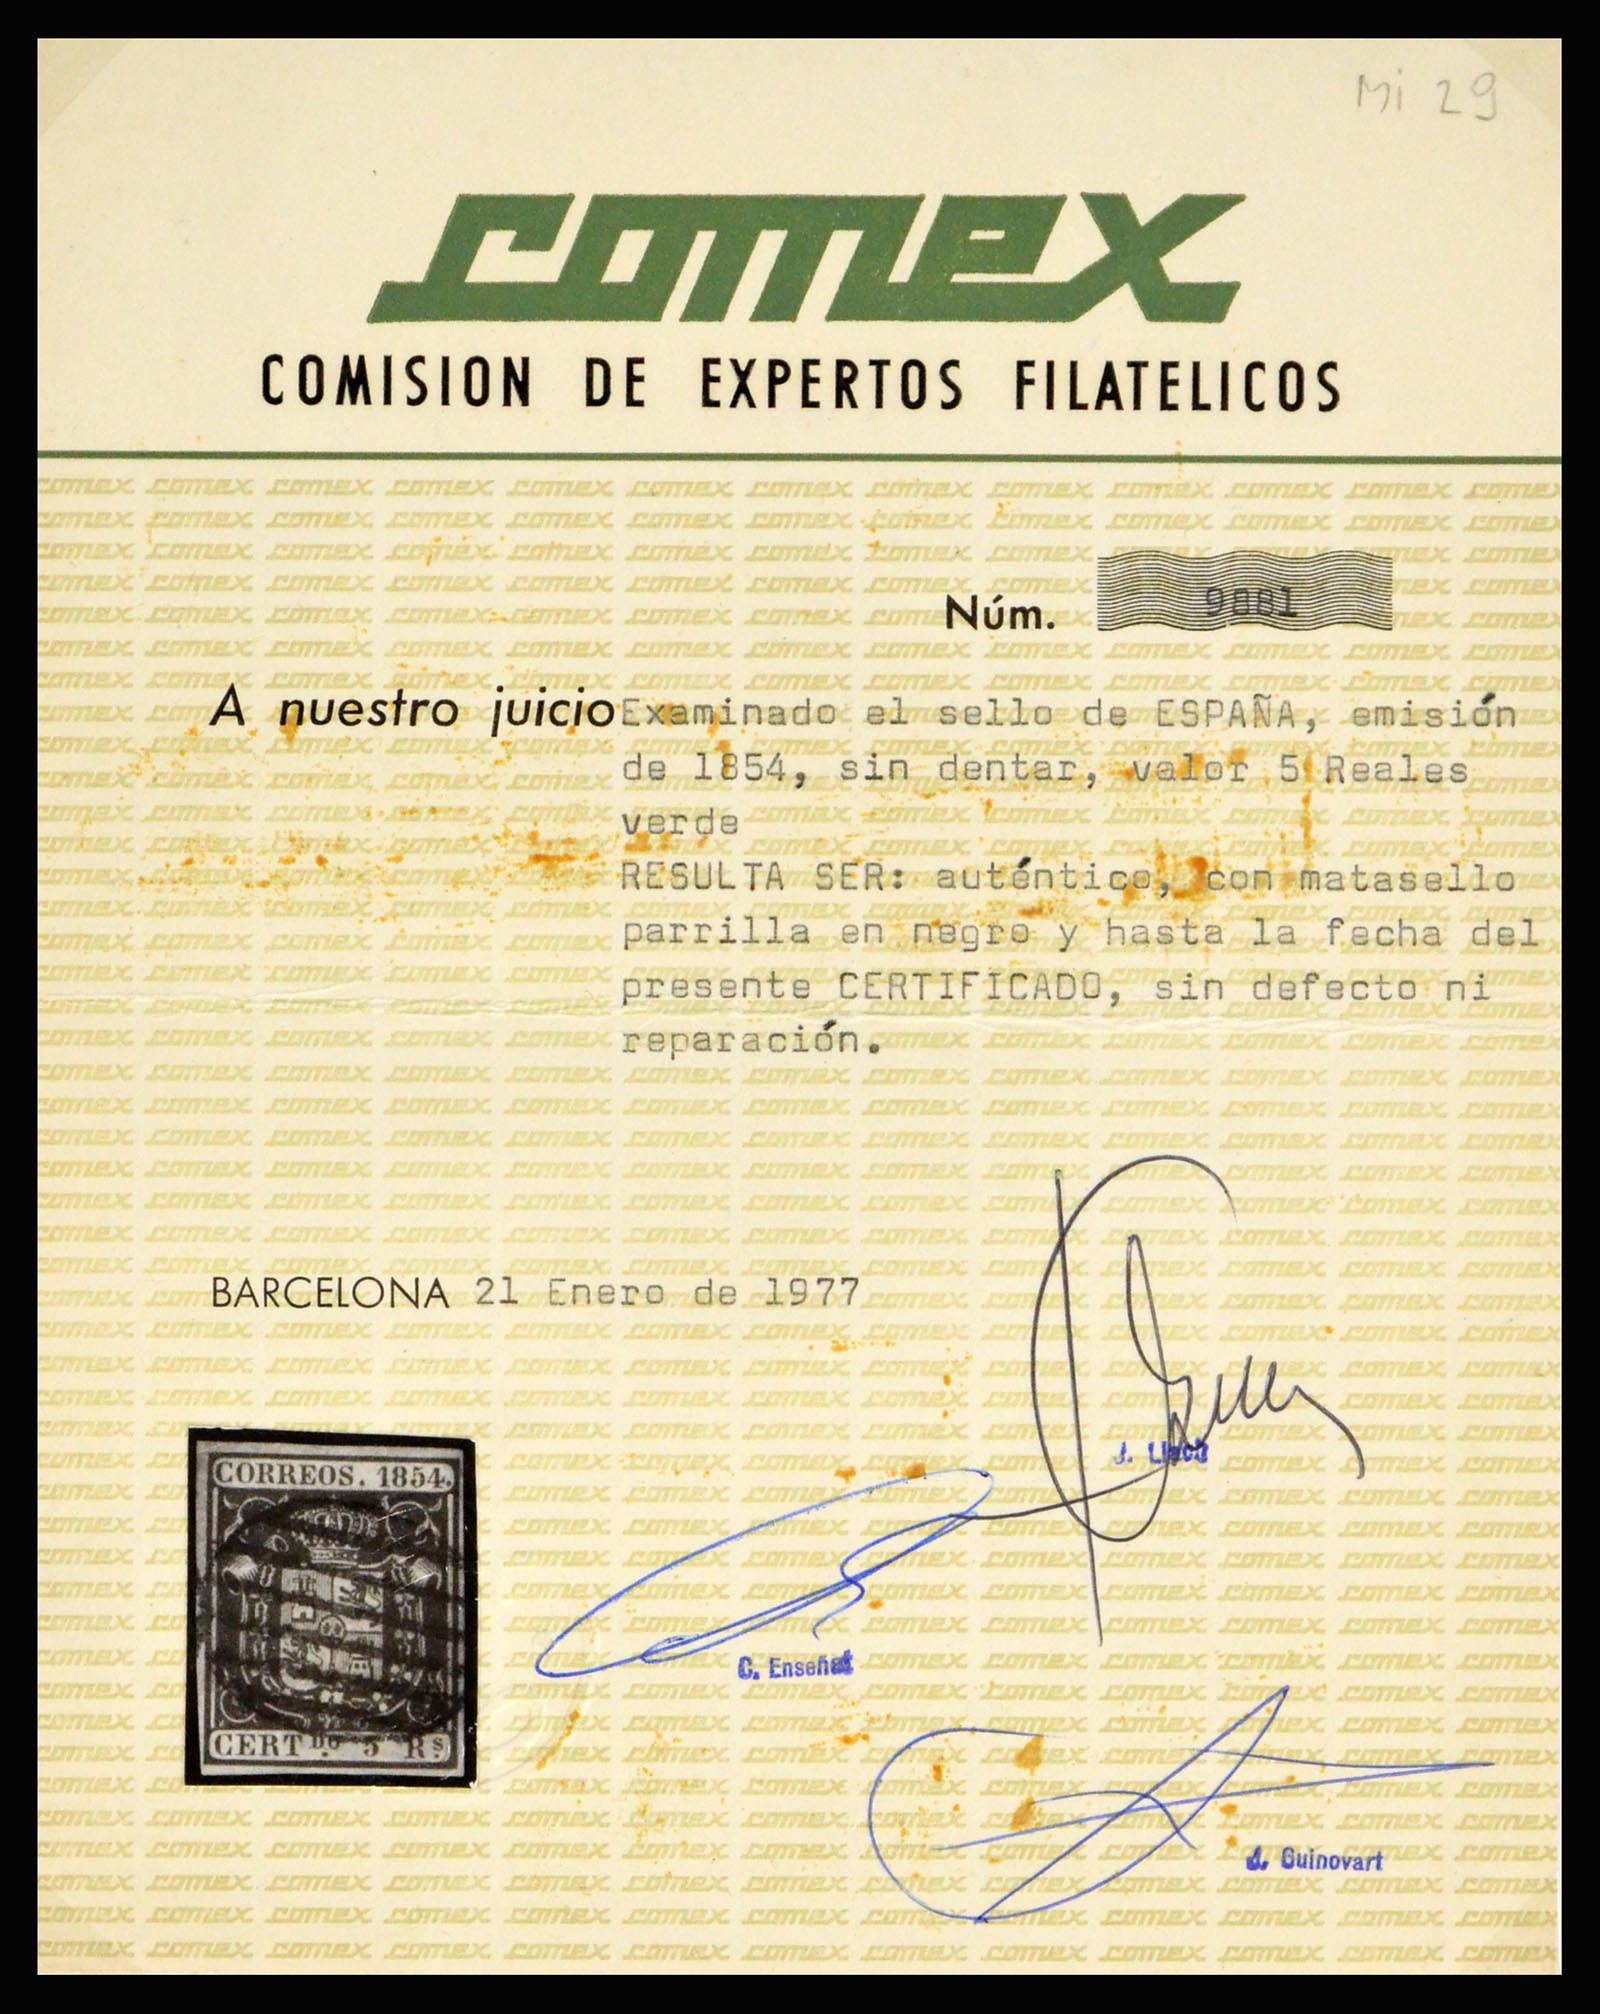 Mi 29
comex
COMISION DE EXPERTOS FILATELICOS
Núm. 9881
A nuestro juicio Examinado el sello de ESPAÑA, emisión
de 1854, sin dentar, valor 5 Reales
verde
RESULTA SER: auténtico, con matasello
parrilla en negro y hasta la fecha del
presente CERTIFICADO, sin defecto ni
reparación.
BARCELONA 21 Enero de 1977
J. Llach
CORREOS. 1854.
C. Enseñat
CERTDO. 5 Rs.
J. Guinovart